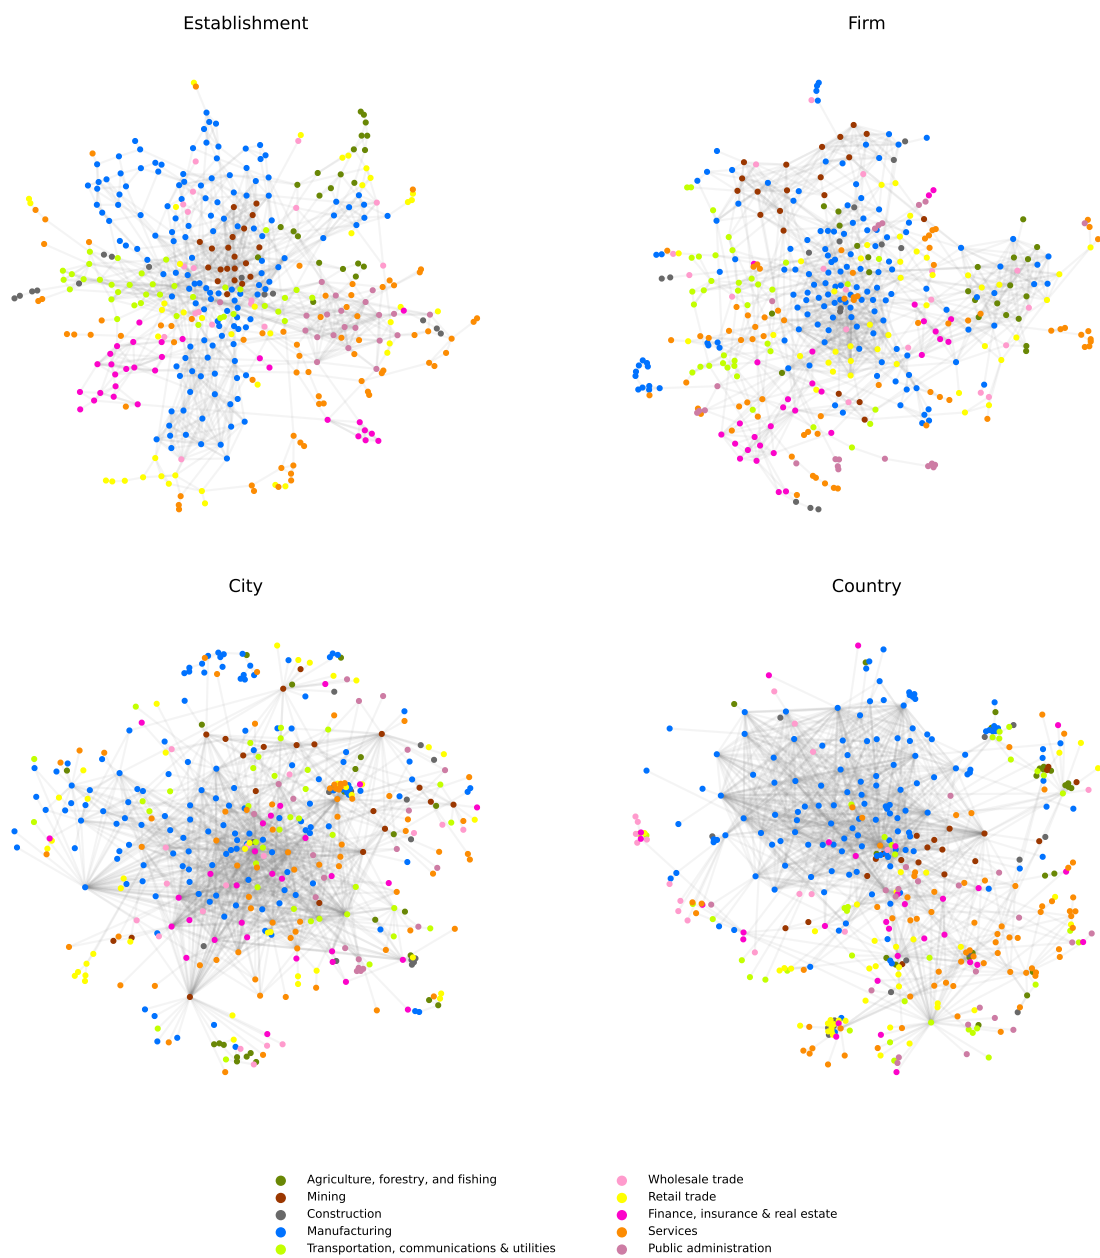 Establishment
Firm
City
Country
Agriculture, forestry, and fishing
Mining
Construction
Manufacturing
Transportation, communications & utilities
Wholesale trade
Retail trade
Finance, insurance & real estate
Services
Public administration